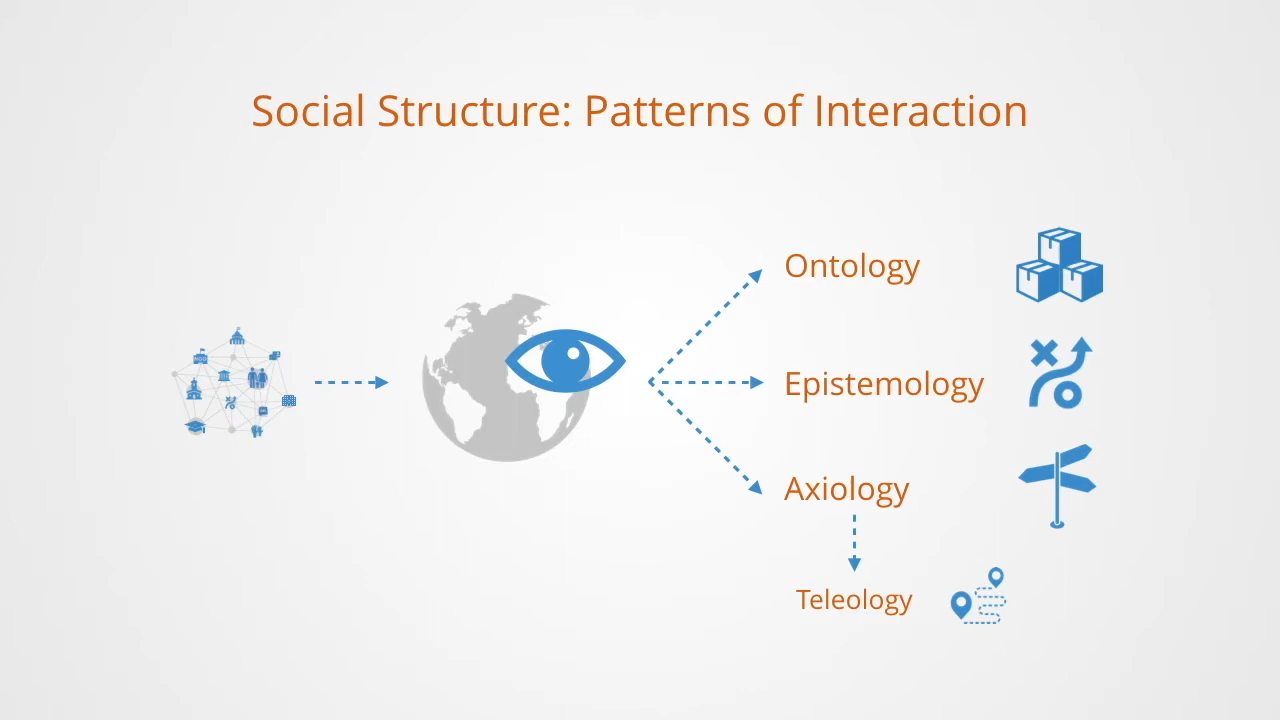 Social Structure: Patterns of Interaction
Ontology
Epistemology
Axiology
Teleology